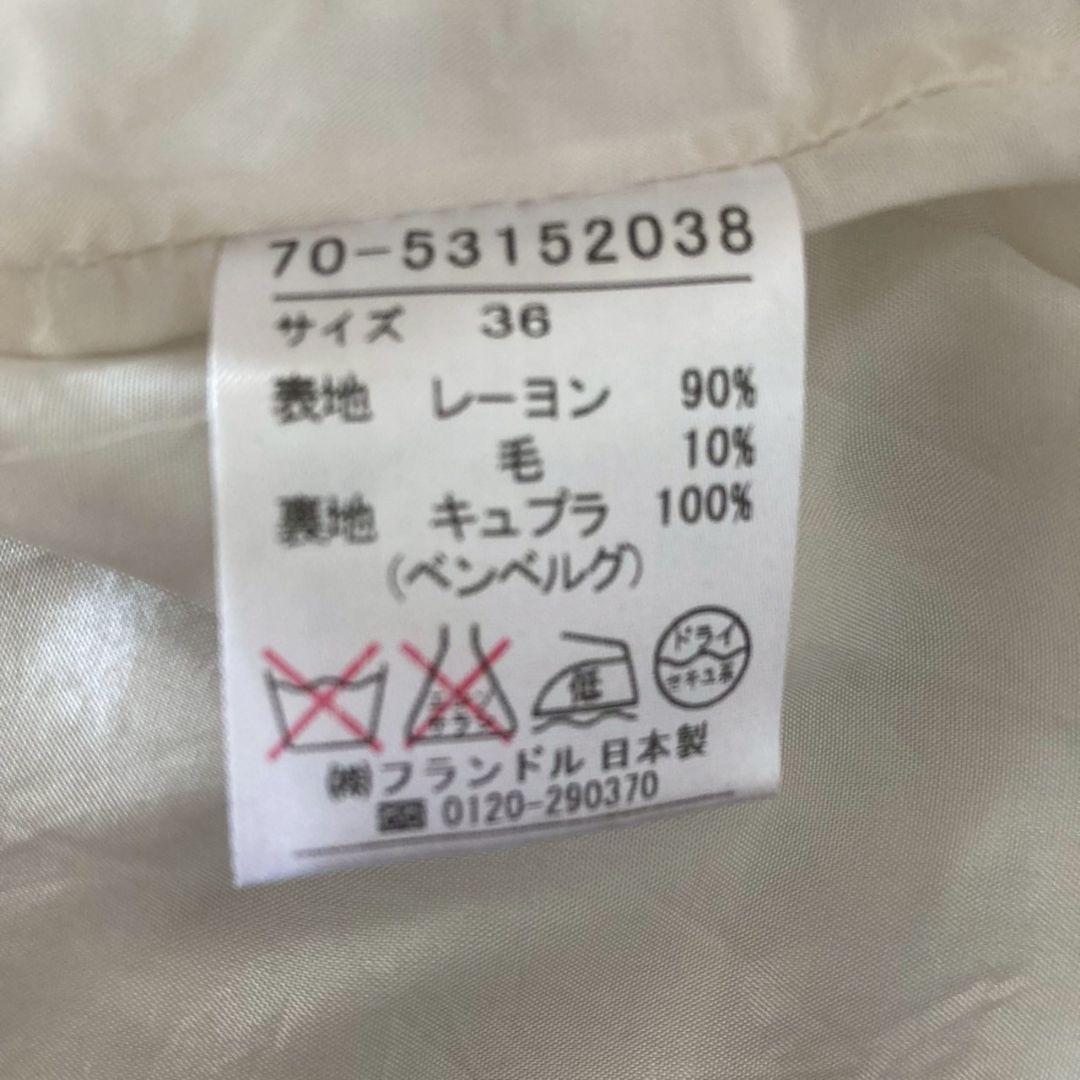 70-53152038
サイズ 36
表地 レーヨン 90%
毛 10%
裏地 キュプラ 100%
(ベンベルグ)
低
ドライ
セキユ系
㈱フランドル 日本製
0120-290370